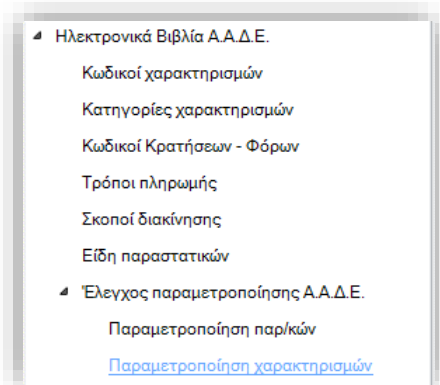 Ηλεκτρονικά Βιβλία Α.Α.Δ.Ε.
Κωδικοί χαρακτηρισμών
Κατηγορίες χαρακτηρισμών
Κωδικοί Κρατήσεων - Φόρων
Τρόποι πληρωμής
Σκοποί διακίνησης
Είδη παραστατικών
Έλεγχος παραμετροποίησης Α.Α.Δ.Ε.
Παραμετροποίηση παρ/κών
Παραμετροποίηση χαρακτηρισμών